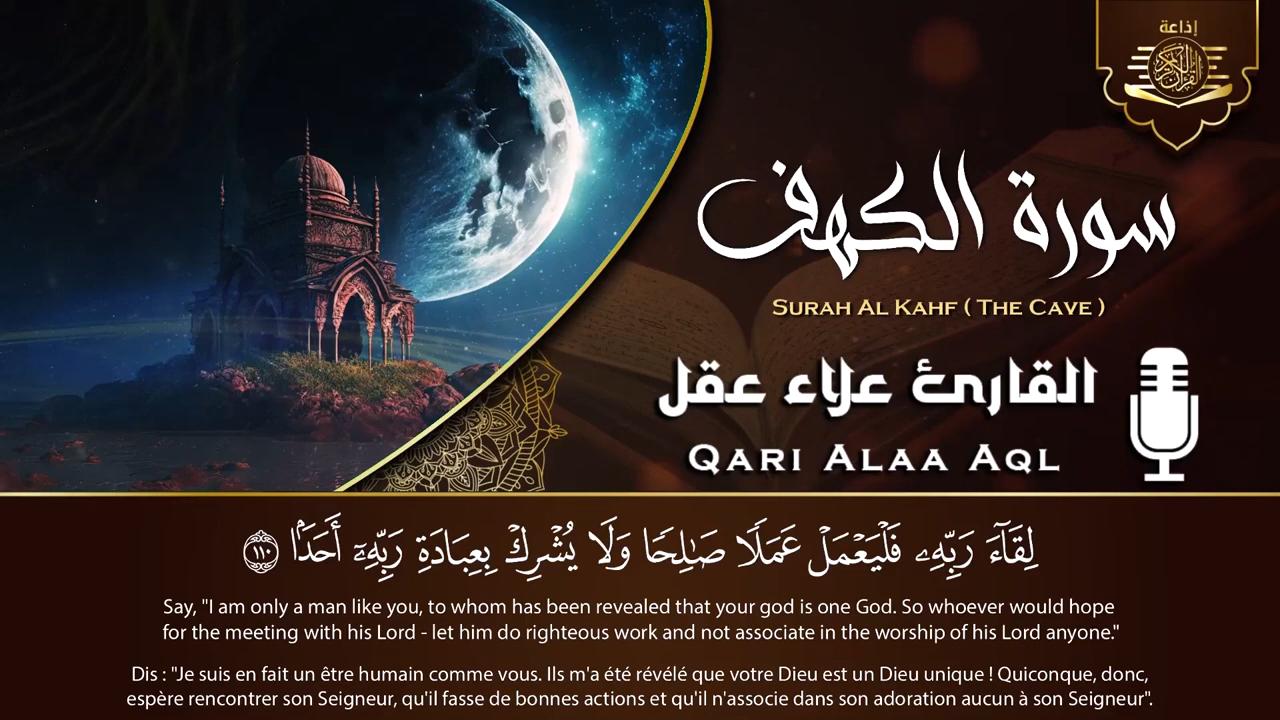 إذاعة
القرآن الكريم
سورة الكهف
SURAH AL KAHF ( THE CAVE )
القارئ علاء عقل
QARI ALAA AQL
لِقَآءَ رَبِّهِۦ فَلْيَعْمَلْ عَمَلًا صَٰلِحًا وَلَا يُشْرِكْ بِعِبَادَةِ رَبِّهِۦٓ أَحَدًۢا ١١٠
Say, "I am only a man like you, to whom has been revealed that your god is one God. So whoever would hope
for the meeting with his Lord - let him do righteous work and not associate in the worship of his Lord anyone."
Dis : "Je suis en fait un être humain comme vous. Ils m'a été révélé que votre Dieu est un Dieu unique ! Quiconque, donc,
espère rencontrer son Seigneur, qu'il fasse de bonnes actions et qu'il n'associe dans son adoration aucun à son Seigneur".